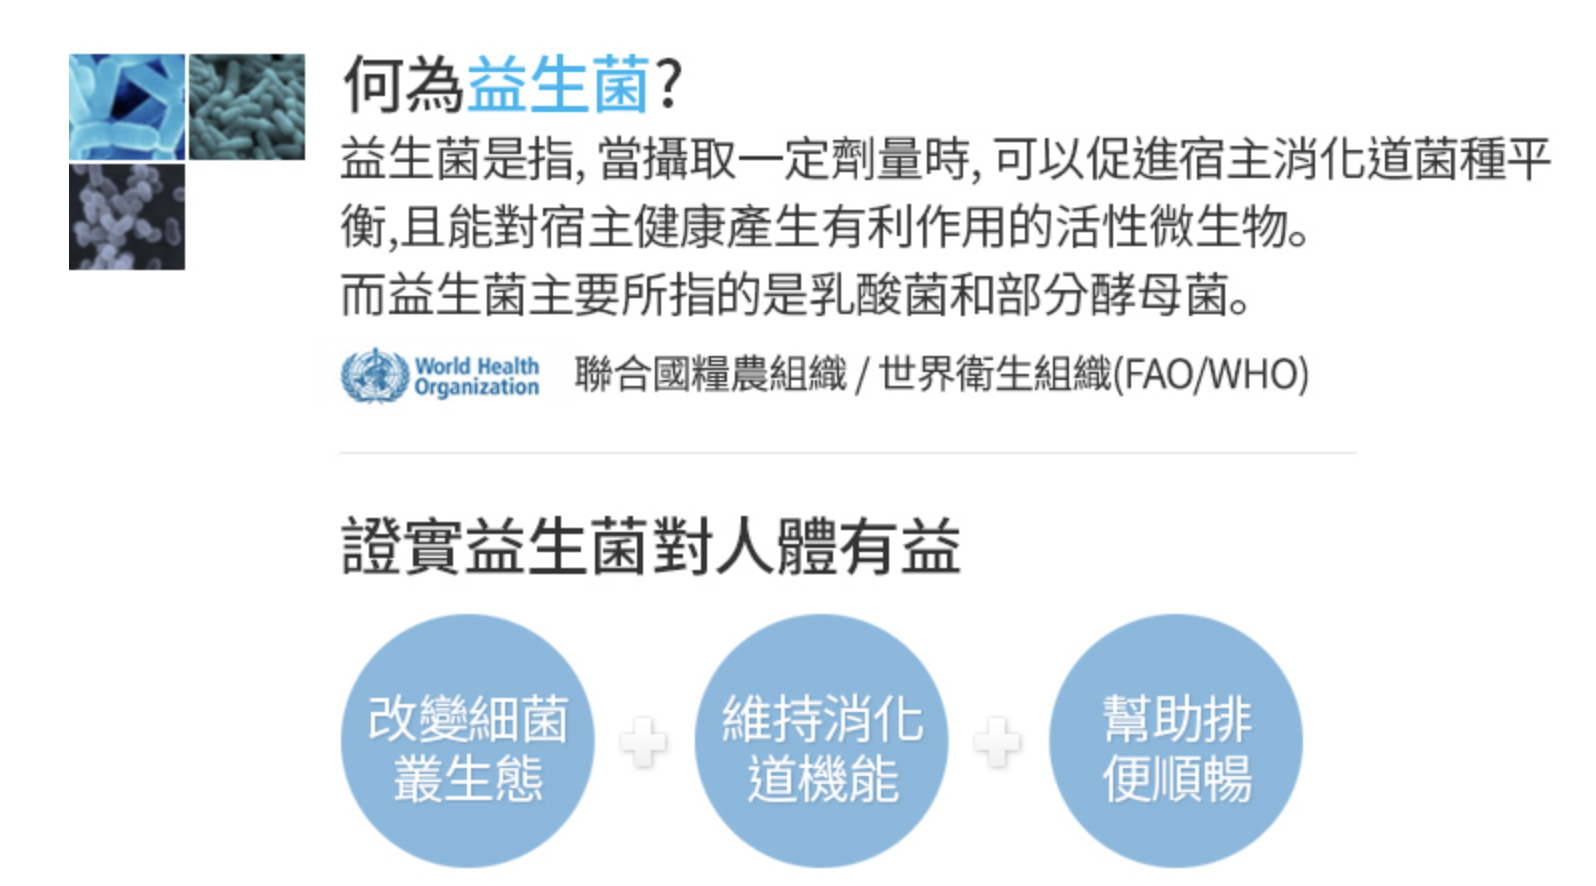 何為益生菌?
益生菌是指, 當攝取一定劑量時, 可以促進宿主消化道菌種平
衡,且能對宿主健康產生有利作用的活性微生物。
而益生菌主要所指的是乳酸菌和部分酵母菌。
World Health
Organization
聯合國糧農組織 / 世界衛生組織(FAO/WHO)
證實益生菌對人體有益
改變細菌
叢生態
維持消化
道機能
幫助排
便順暢